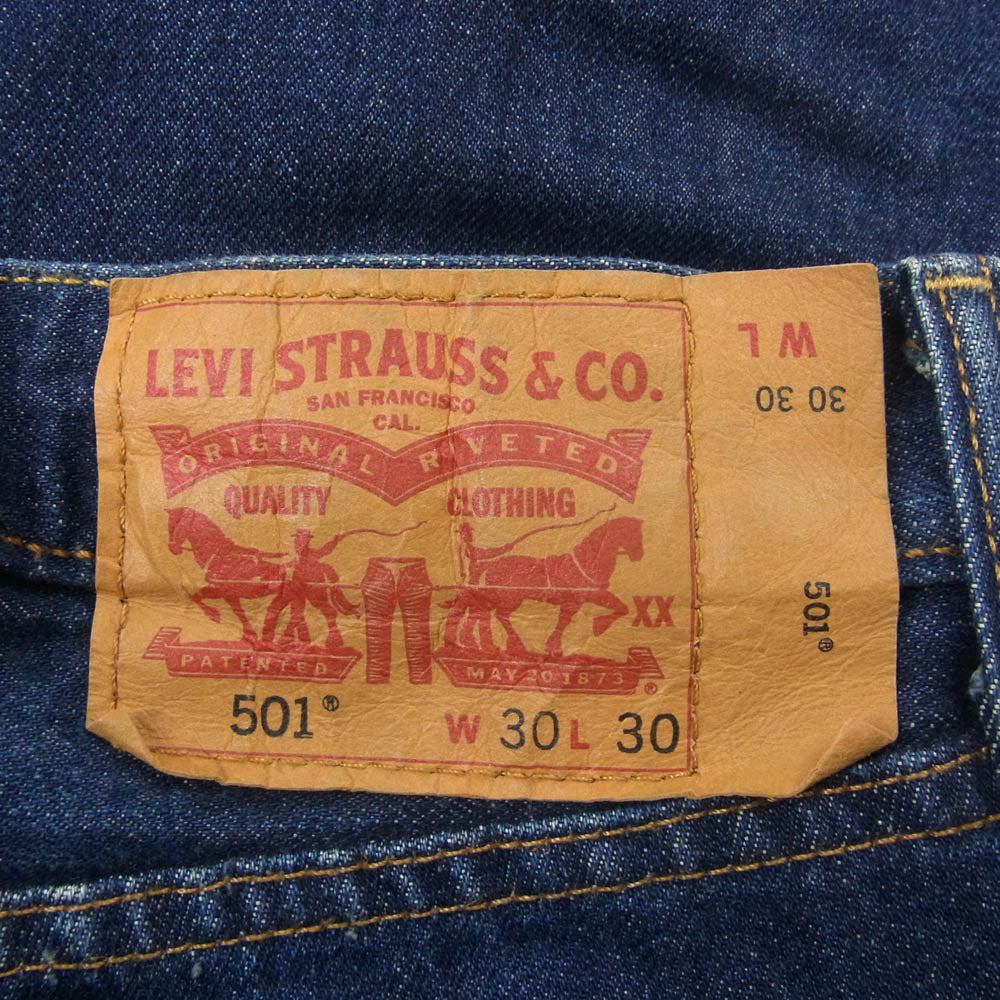 LEVI STRAUSS & CO.
SAN FRANCISCO
CAL.
ORIGINAL RIVETED
QUALITY CLOTHING
XX
PATENTED MAY 20 1873 ®
501® W 30 L 30
W L
30 30
501®